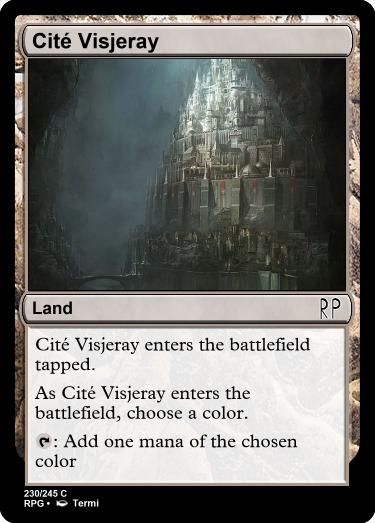 Cité Visjeray
Land
RP
Cité Visjeray enters the battlefield
tapped.
As Cité Visjeray enters the
battlefield, choose a color.
: Add one mana of the chosen
color
230/245 C
RPG • Termi